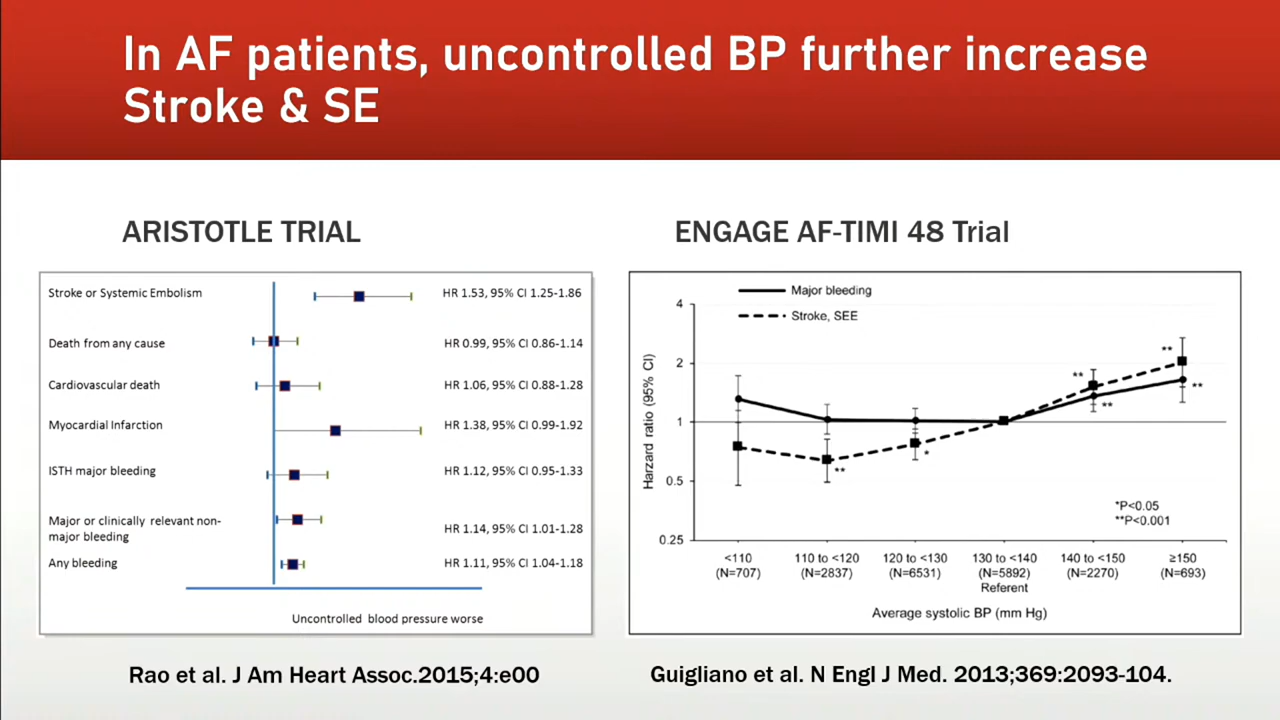 In AF patients, uncontrolled BP further increase
Stroke & SE
ARISTOTLE TRIAL
Stroke or Systemic Embolism HR 1.53, 95% CI 1.25-1.86
Death from any cause HR 0.99, 95% CI 0.86-1.14
Cardiovascular death HR 1.06, 95% CI 0.88-1.28
Myocardial Infarction HR 1.38, 95% CI 0.99-1.92
ISTH major bleeding HR 1.12, 95% CI 0.95-1.33
Major or clinically relevant non-
major bleeding HR 1.14, 95% CI 1.01-1.28
Any bleeding HR 1.11, 95% CI 1.04-1.18
Uncontrolled blood pressure worse
Rao et al. J Am Heart Assoc.2015;4:e00
ENGAGE AF-TIMI 48 Trial
Major bleeding
Stroke, SEE
Harzard ratio (95% CI)
4
2
1
0.5
0.25
**
*
**
**
**
**
*P<0.05
**P<0.001
<110 110 to <120 120 to <130 130 to <140 140 to <150 ≥150
(N=707) (N=2837) (N=6531) (N=5892) (N=2270) (N=693)
Referent
Average systolic BP (mm Hg)
Guigliano et al. N Engl J Med. 2013;369:2093-104.